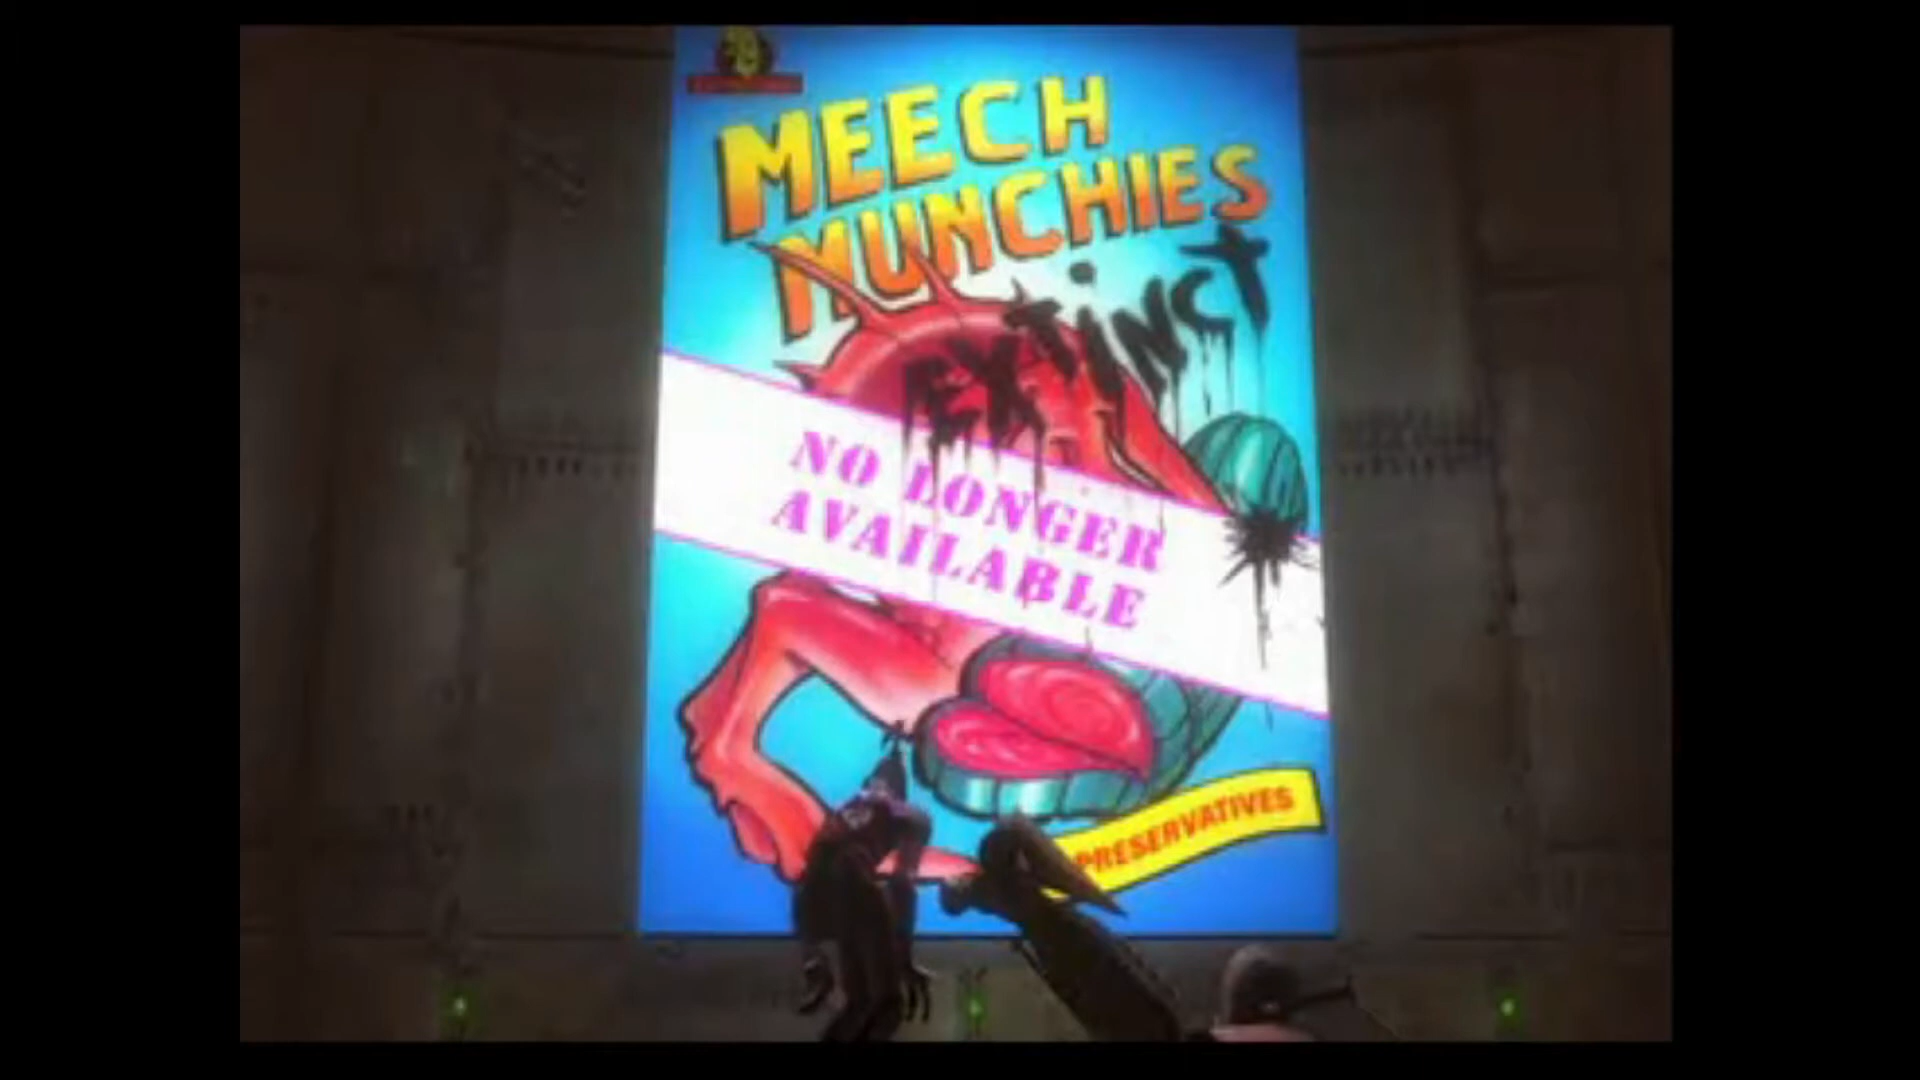 MEECH
MUNCHIES
EXTINCT
NO LONGER
AVAILABLE
PRESERVATIVES